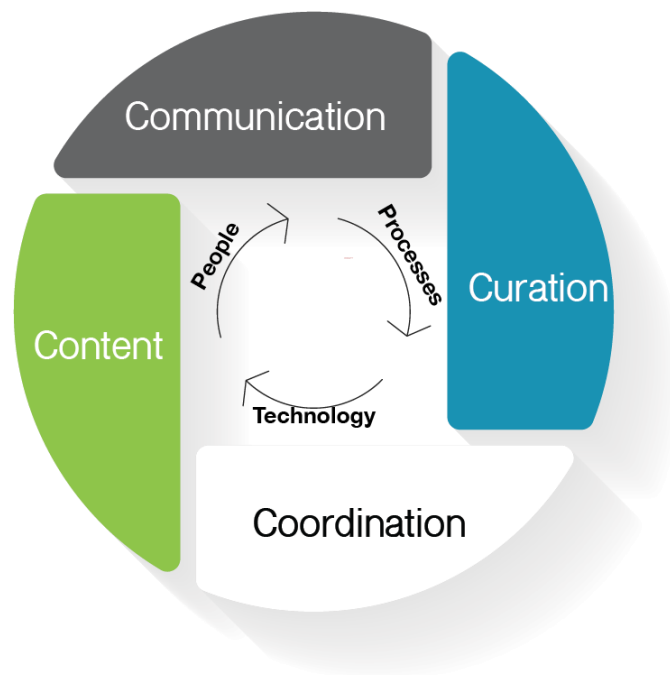 Communication
People
Processes
Curation
Content
Technology
Coordination